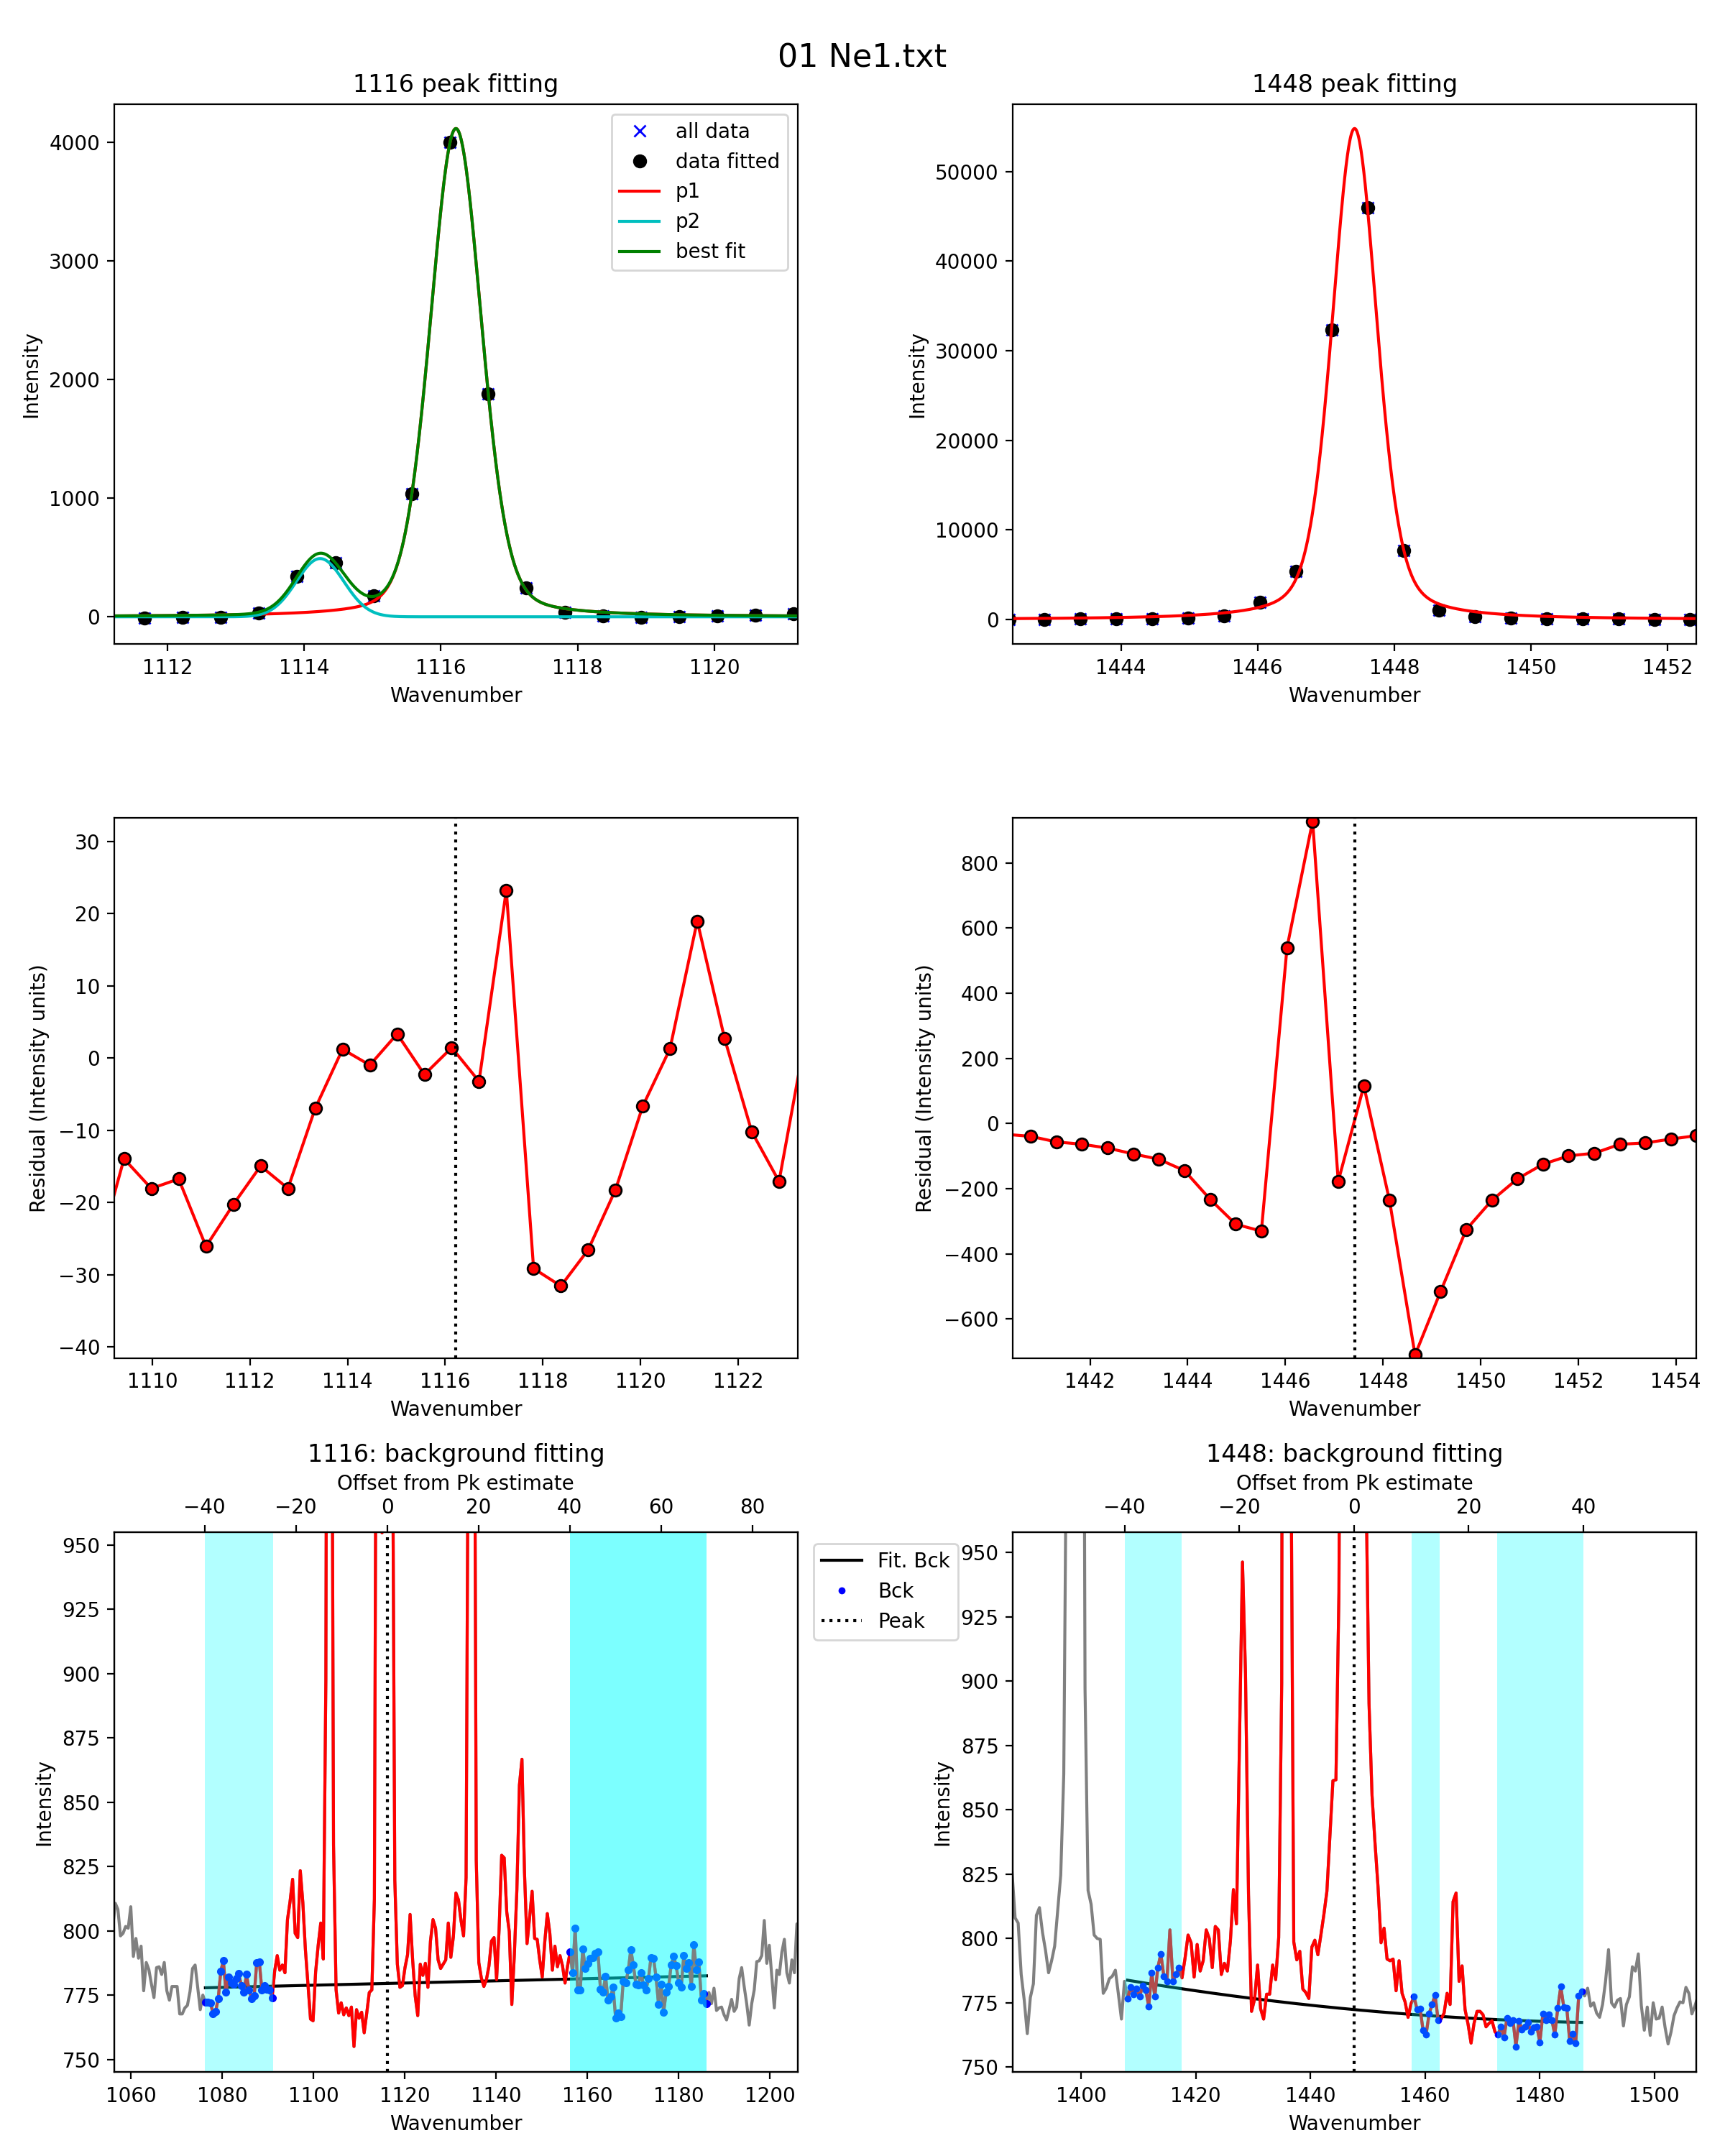 01 Ne1.txt
1116 peak fitting
all data
data fitted
p1
p2
best fit
4000
3000
2000
1000
0
Intensity
1112 1114 1116 1118 1120
Wavenumber
1448 peak fitting
50000
40000
30000
20000
10000
0
Intensity
1444 1446 1448 1450 1452
Wavenumber
30
20
10
0
−10
−20
−30
−40
Residual (Intensity units)
1110 1112 1114 1116 1118 1120 1122
Wavenumber
800
600
400
200
0
−200
−400
−600
Residual (Intensity units)
1442 1444 1446 1448 1450 1452 1454
Wavenumber
1116: background fitting
Offset from Pk estimate
−40 −20 0 20 40 60 80
950
925
900
875
850
825
800
775
750
Intensity
1060 1080 1100 1120 1140 1160 1180 1200
Wavenumber
Fit. Bck
Bck
Peak
1448: background fitting
Offset from Pk estimate
−40 −20 0 20 40
950
925
900
875
850
825
800
775
750
Intensity
1400 1420 1440 1460 1480 1500
Wavenumber